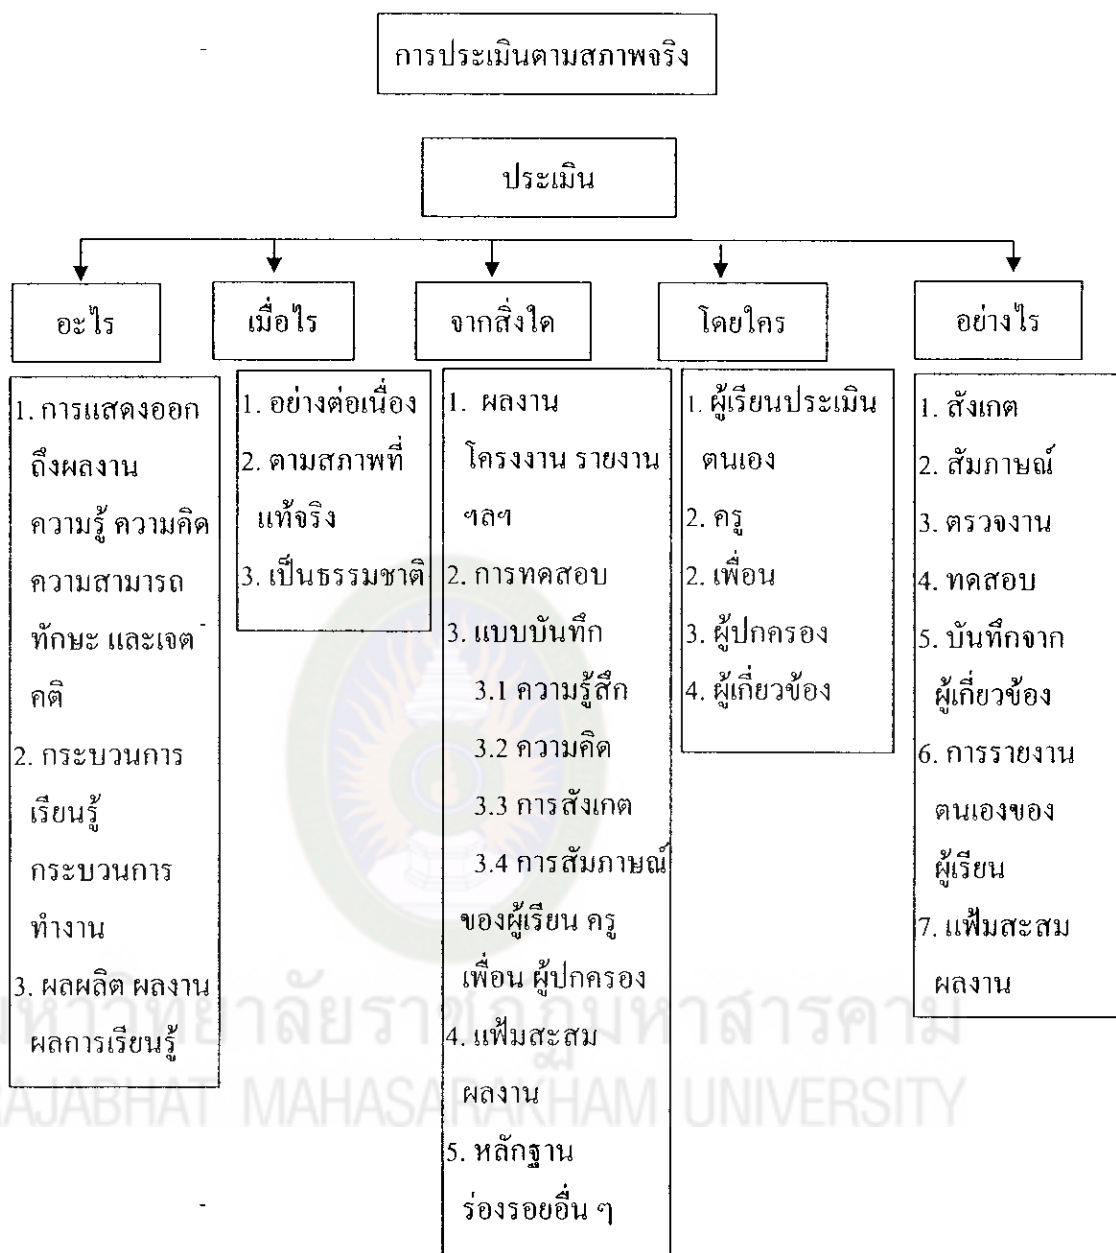 การประเมินตามสภาพจริง
ประเมิน
อะไร
เมื่อไร
จากสิ่งใด
โดยใคร
อย่างไร
1. การแสดงออก
ถึงผลงาน
ความรู้ ความคิด
ความสามารถ
ทักษะ และเจต
คติ
2. กระบวนการ
เรียนรู้
กระบวนการ
ทำงาน
3. ผลผลิต ผลงาน
ผลการเรียนรู้
1. อย่างต่อเนื่อง
2. ตามสภาพที่
แท้จริง
3. เป็นธรรมชาติ
1. ผลงาน
โครงงาน รายงาน
ฯลฯ
2. การทดสอบ
3. แบบบันทึก
3.1 ความรู้สึก
3.2 ความคิด
3.3 การสังเกต
3.4 การสัมภาษณ์
ของผู้เรียน ครู
เพื่อน ผู้ปกครอง
4. แฟ้มสะสม
ผลงาน
5. หลักฐาน
ร่องรอยอื่น ๆ
1. ผู้เรียนประเมิน
ตนเอง
2. ครู
2. เพื่อน
3. ผู้ปกครอง
4. ผู้เกี่ยวข้อง
1. สังเกต
2. สัมภาษณ์
3. ตรวจงาน
4. ทดสอบ
5. บันทึกจาก
ผู้เกี่ยวข้อง
6. การรายงาน
ตนเองของ
ผู้เรียน
7. แฟ้มสะสม
ผลงาน
มหาวิทยาลัยราชภัฏมหาสารคาม
RAJABHAT MAHASARAKHAM UNIVERSITY